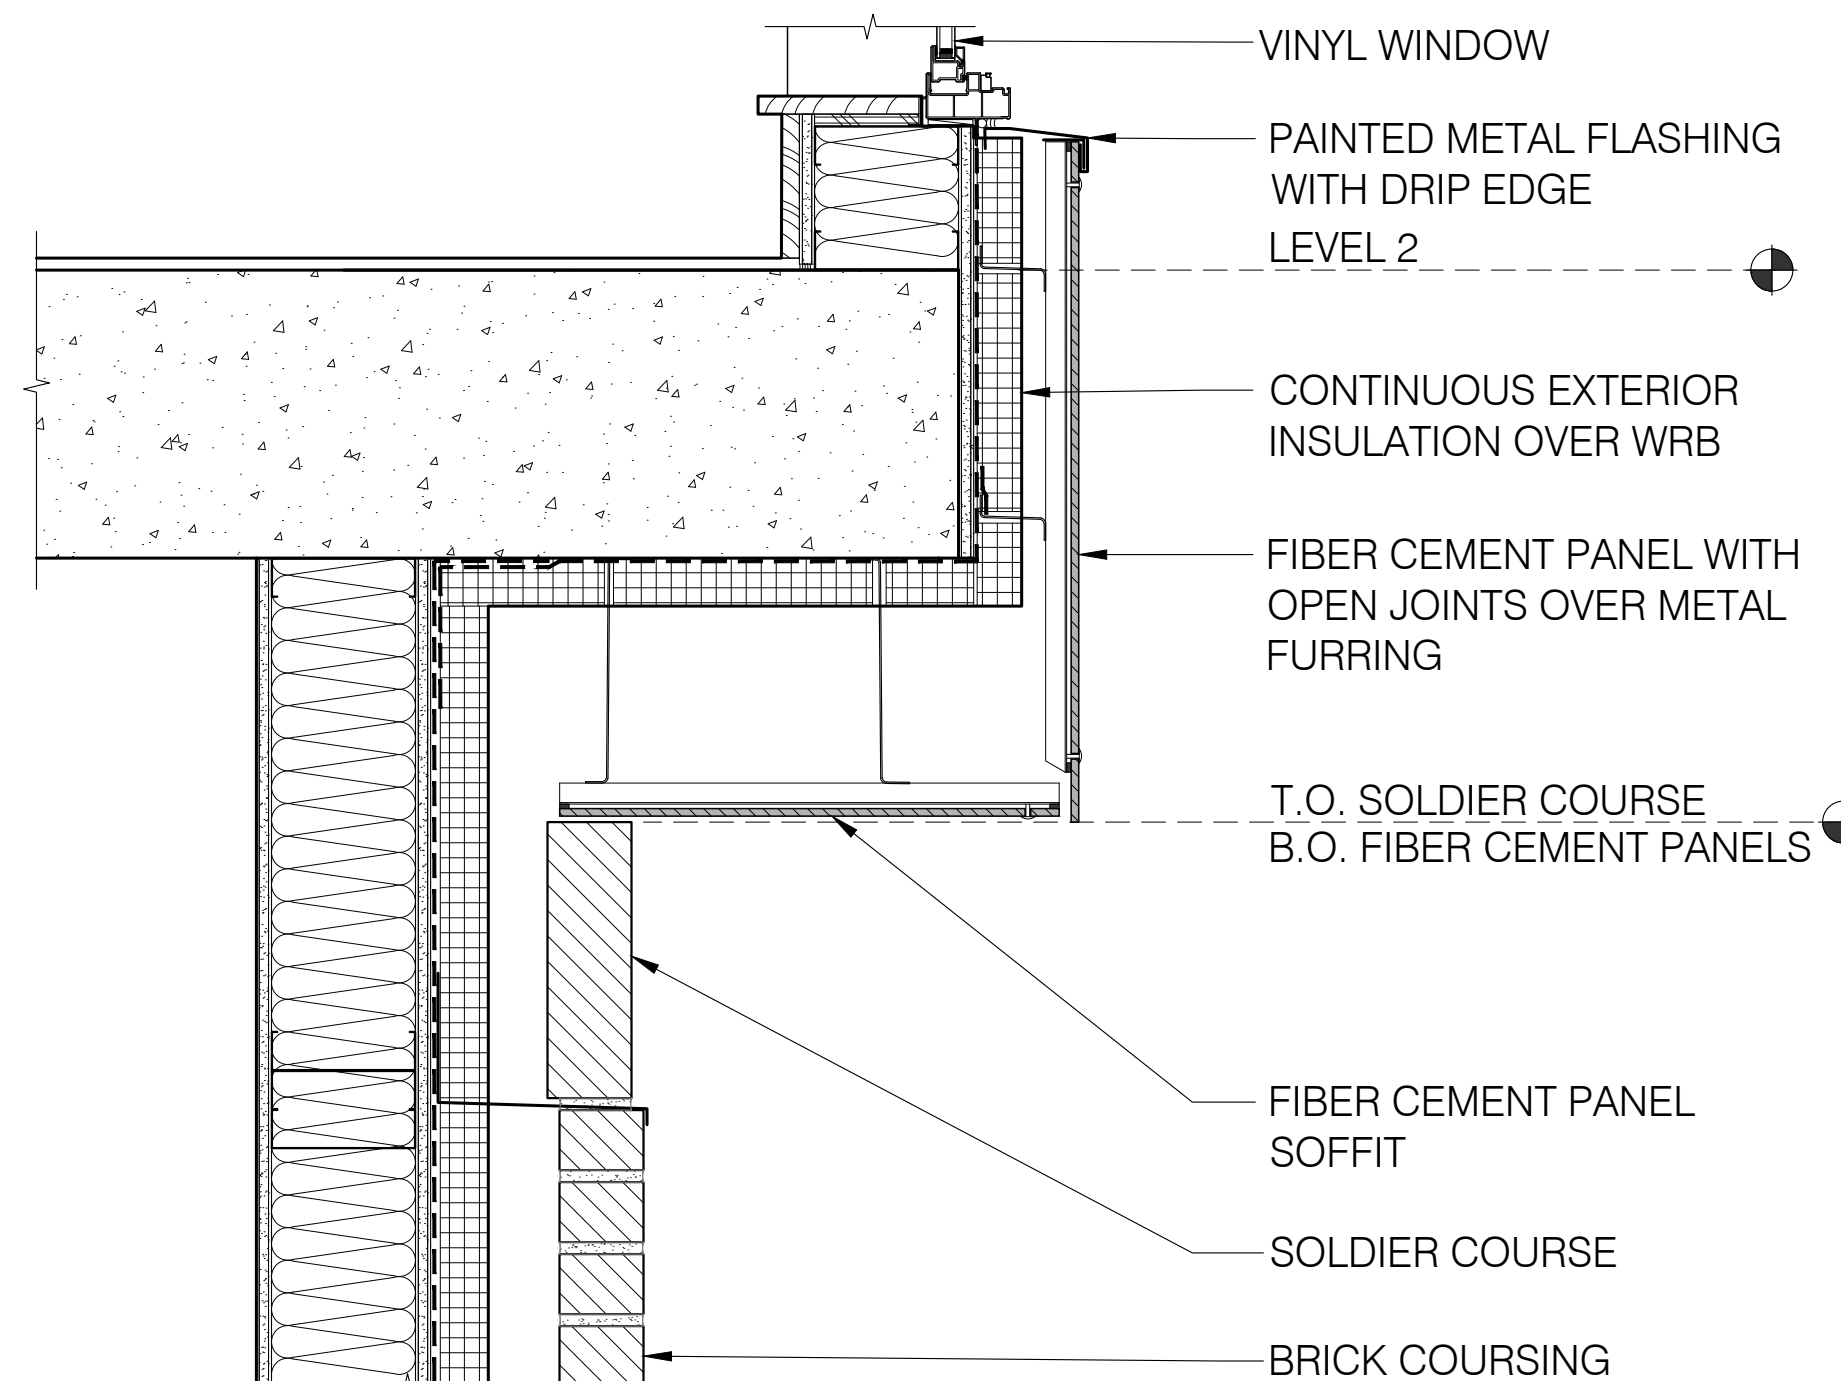 VINYL WINDOW
PAINTED METAL FLASHING
WITH DRIP EDGE
LEVEL 2
CONTINUOUS EXTERIOR
INSULATION OVER WRB
FIBER CEMENT PANEL WITH
OPEN JOINTS OVER METAL
FURRING
T.O. SOLDIER COURSE
B.O. FIBER CEMENT PANELS
FIBER CEMENT PANEL
SOFFIT
SOLDIER COURSE
BRICK COURSING